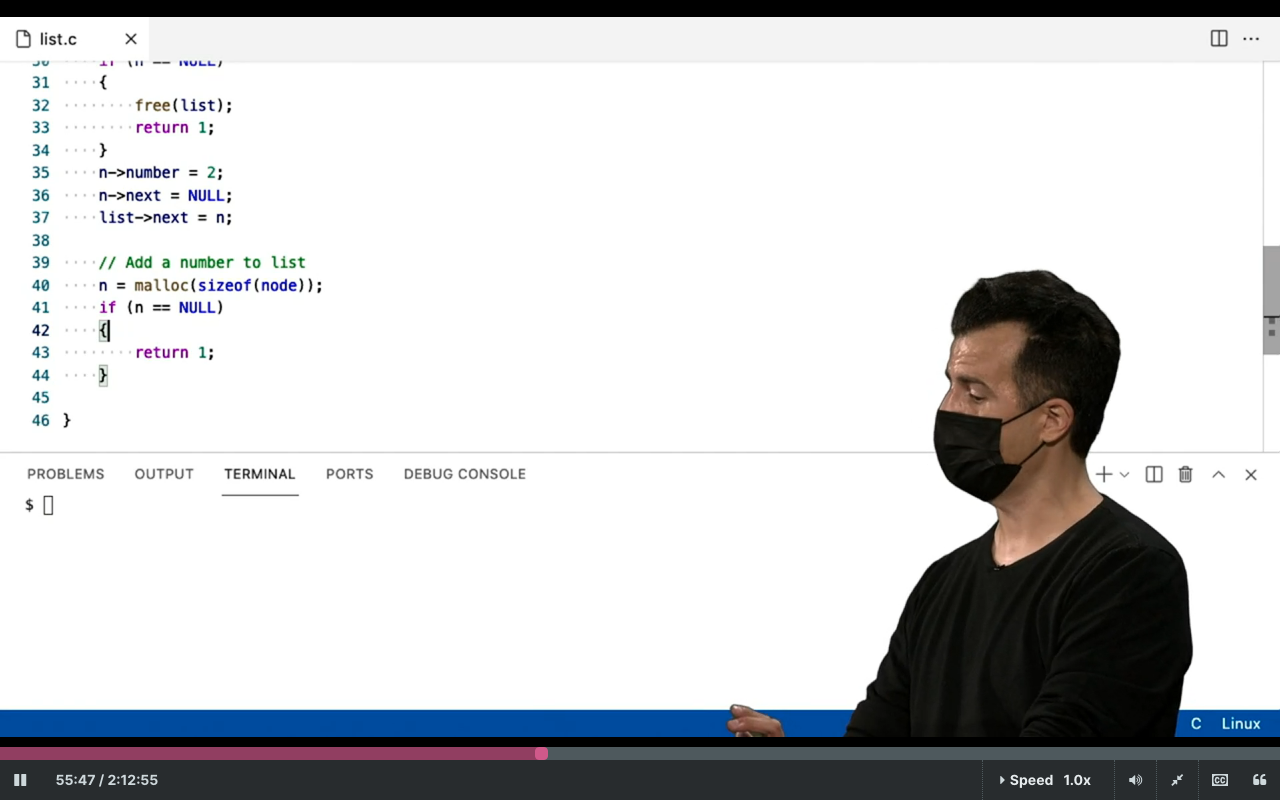 list.c
30 if (n == NULL)
31 {
32 free(list);
33 return 1;
34 }
35 n->number = 2;
36 n->next = NULL;
37 list->next = n;
38
39 // Add a number to list
40 n = malloc(sizeof(node));
41 if (n == NULL)
42 {
43 return 1;
44 }
45
46 }
PROBLEMS OUTPUT TERMINAL PORTS DEBUG CONSOLE
$
C Linux
55:47 / 2:12:55 Speed 1.0x CC